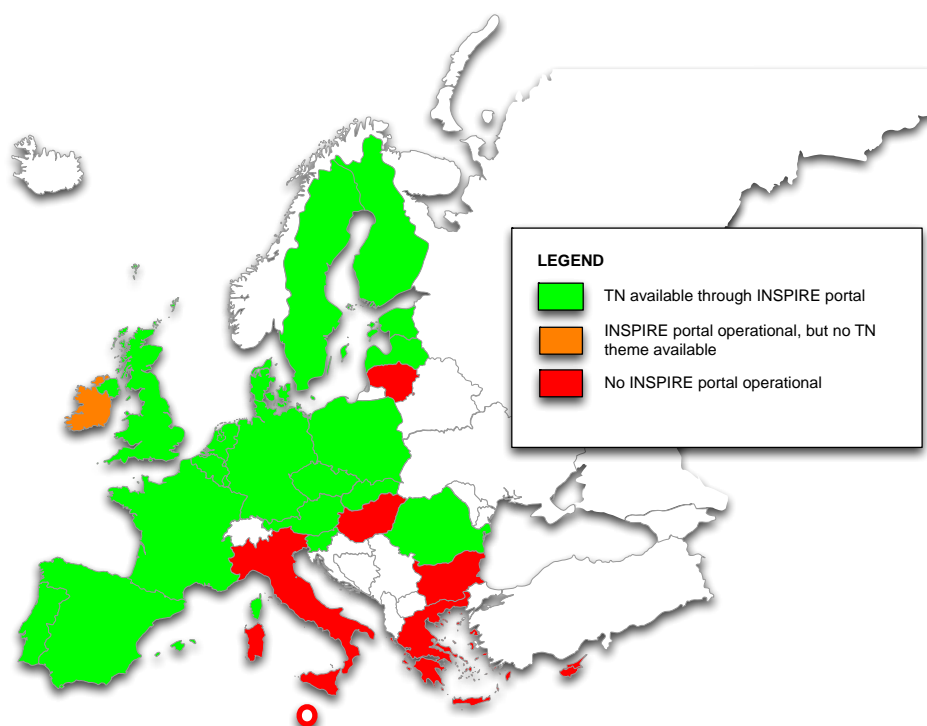 LEGEND
TN available through INSPIRE portal
INSPIRE portal operational, but no TN
theme available
No INSPIRE portal operational